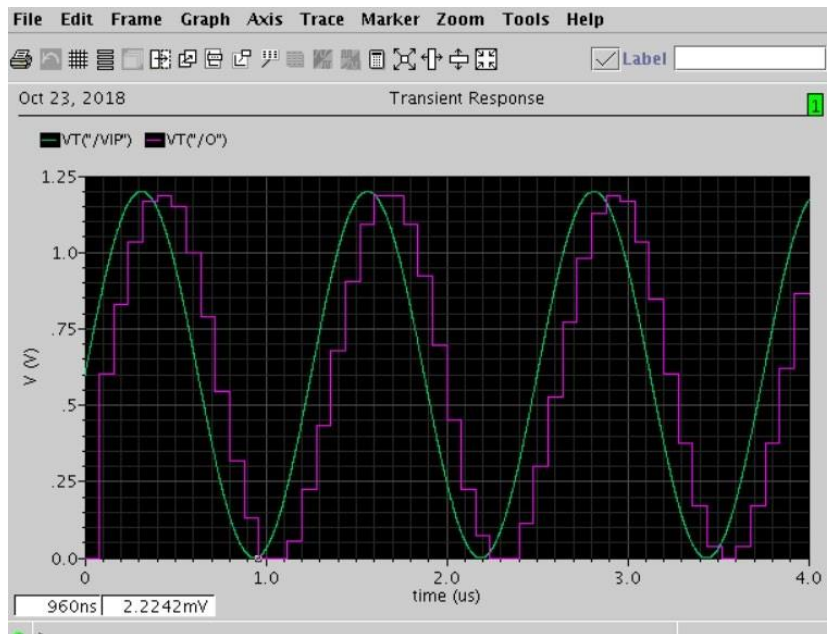 File Edit Frame Graph Axis Trace Marker Zoom Tools Help
Label
Oct 23, 2018 Transient Response 1
VT("/VIP") VT("/O")
1.25
1.0
.75
.5
.25
0.0
V (V)
0 1.0 2.0 3.0 4.0
time (us)
960ns 2.2242mV